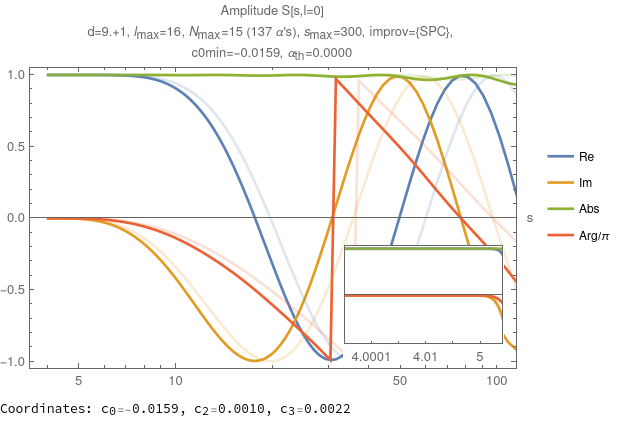 Amplitude S[s,l=0]
d=9.+1, lmax=16, Nmax=15 (137 α's), smax=300, improv={SPC},
c0min=-0.0159, αth=0.0000
1.0
0.5
0.0
-0.5
-1.0
s
Re
Im
Abs
Arg/π
4.0001 4.01 5
5 10 50 100
Coordinates: c0=-0.0159, c2=0.0010, c3=0.0022